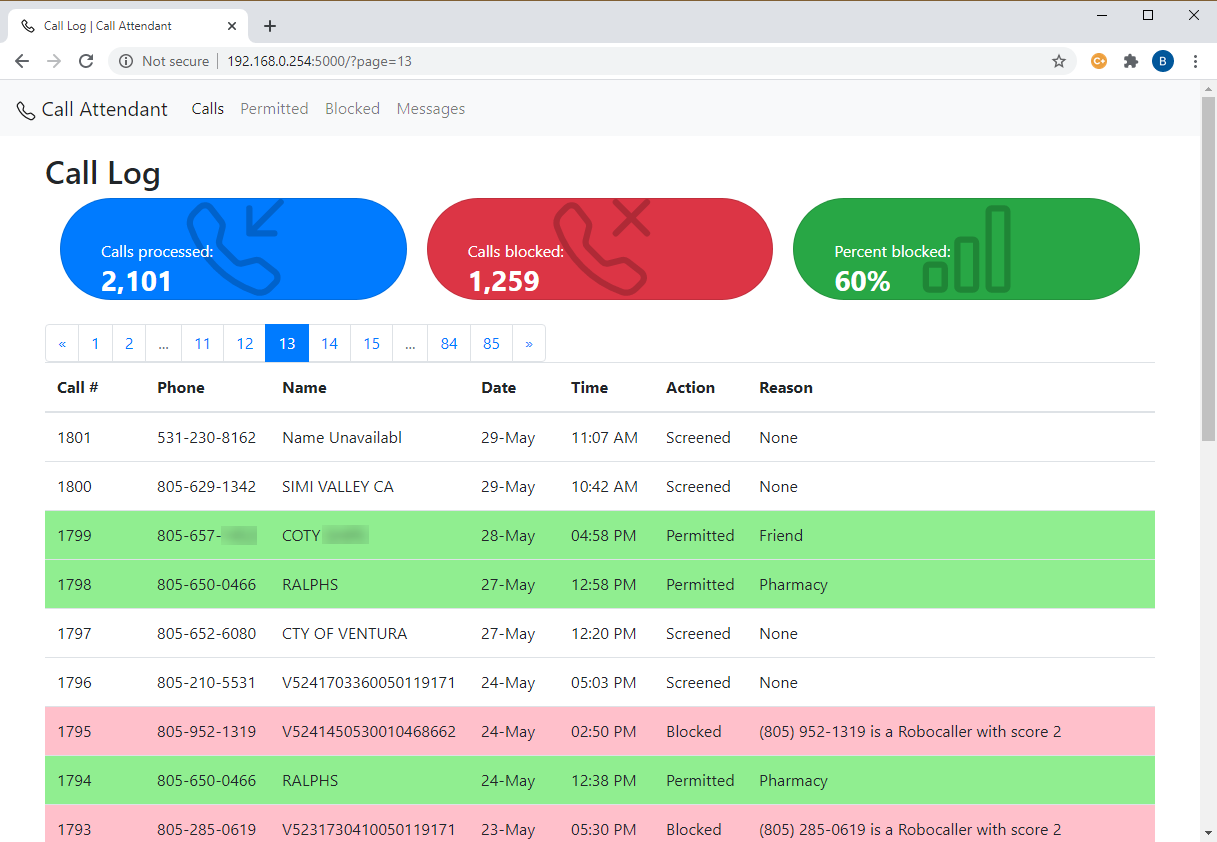 Call Log | Call Attendant
Not secure | 192.168.0.254:5000/?page=13
C+
B
Call Attendant Calls Permitted Blocked Messages
Call Log
Calls processed:
2,101
Calls blocked:
1,259
Percent blocked:
60%
« 1 2 ... 11 12 13 14 15 ... 84 85 »
Call # Phone Name Date Time Action Reason
1801 531-230-8162 Name Unavailabl 29-May 11:07 AM Screened None
1800 805-629-1342 SIMI VALLEY CA 29-May 10:42 AM Screened None
1799 805-657- COTY 28-May 04:58 PM Permitted Friend
1798 805-650-0466 RALPHS 27-May 12:58 PM Permitted Pharmacy
1797 805-652-6080 CTY OF VENTURA 27-May 12:20 PM Screened None
1796 805-210-5531 V5241703360050119171 24-May 05:03 PM Screened None
1795 805-952-1319 V5241450530010468662 24-May 02:50 PM Blocked (805) 952-1319 is a Robocaller with score 2
1794 805-650-0466 RALPHS 24-May 12:38 PM Permitted Pharmacy
1793 805-285-0619 V5231730410050119171 23-May 05:30 PM Blocked (805) 285-0619 is a Robocaller with score 2